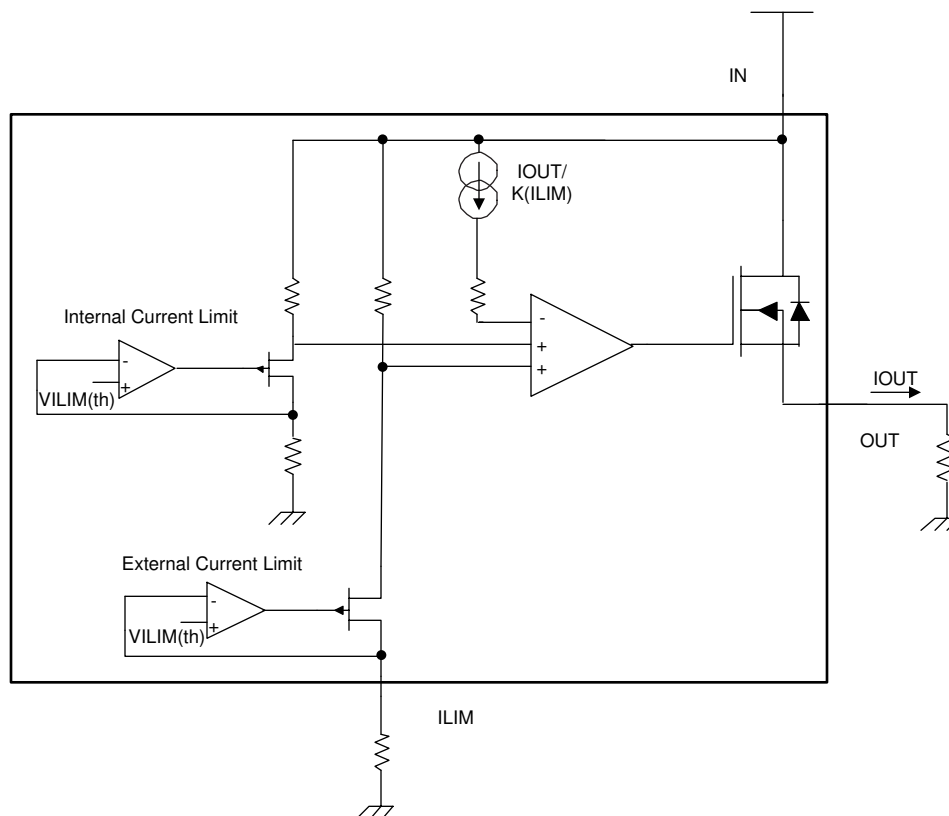 IN
IOUT/
K(ILIM)
Internal Current Limit
-
+
VILIM(th)
-
+
+
IOUT
OUT
External Current Limit
-
+
VILIM(th)
ILIM